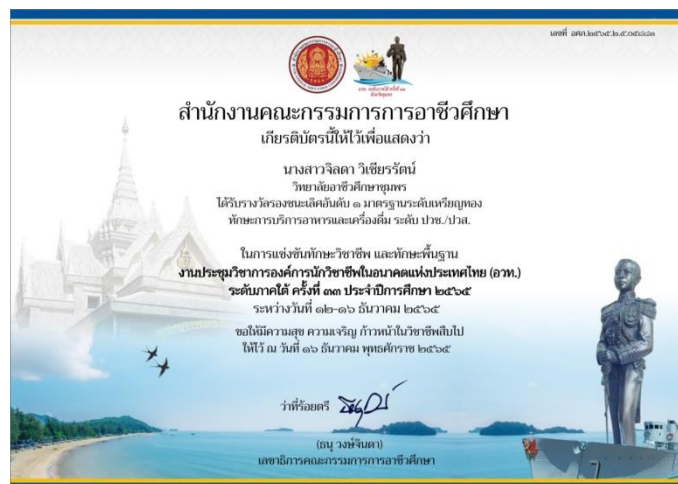 สำนักงานคณะกรรมการการอาชีวศึกษา
เกียรติบัตรนี้ให้ไว้เพื่อแสดงว่า
นางสาวจิลดา วิเชียรรัตน์
วิทยาลัยอาชีวศึกษาชุมพร
ได้รับรางวัลรองชนะเลิศอันดับ ๑ มาตรฐานระดับเหรียญทอง
ทักษะการบริการอาหารและเครื่องดื่ม ระดับ ปวช./ปวส.
ในการแข่งขันทักษะวิชาชีพ และทักษะพื้นฐาน
งานประชุมวิชาการองค์การนักวิชาชีพในอนาคตแห่งประเทศไทย (อวท.)
ระดับภาคใต้ ครั้งที่ ๓๓ ประจำปีการศึกษา ๒๕๖๕
ระหว่างวันที่ ๑๒-๑๖ ธันวาคม ๒๕๖๕
ขอให้มีความสุข ความเจริญ ก้าวหน้าในวิชาชีพสืบไป
ให้ไว้ ณ วันที่ ๑๖ ธันวาคม พุทธศักราช ๒๕๖๕
ว่าที่ร้อยตรี
(ธนุ วงษ์จินดา)
เลขาธิการคณะกรรมการการอาชีวศึกษา